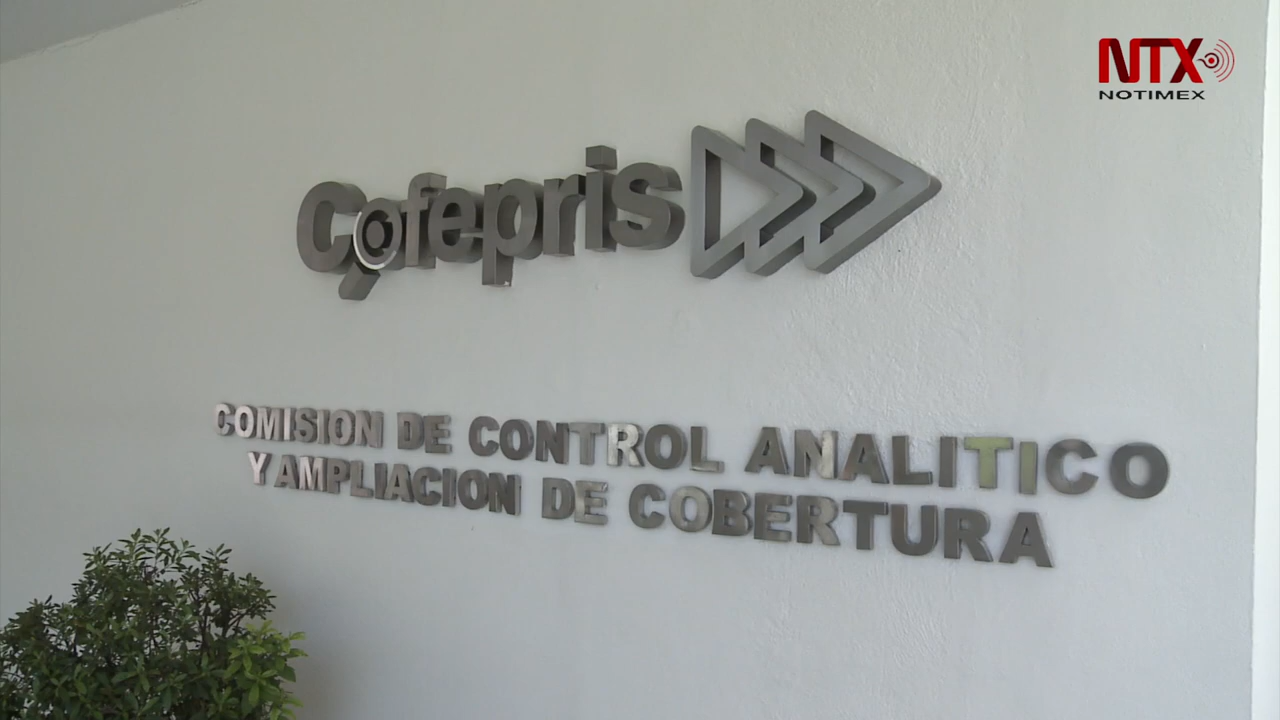 NTX
NOTIMEX
Cofepris
COMISION DE CONTROL ANALITICO
Y AMPLIACION DE COBERTURA